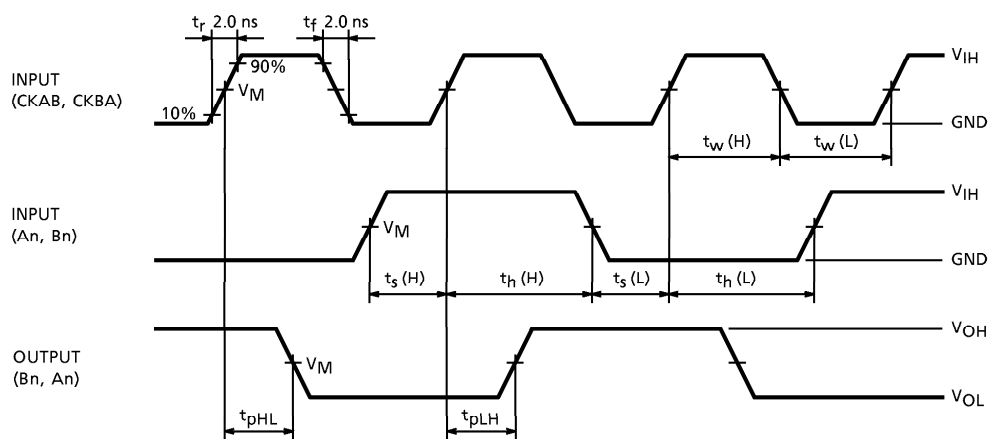 tr 2.0 ns
tf 2.0 ns
INPUT
(CKAB, CKBA)
10%
90%
VM
VIH
GND
tw (H)
tw (L)
INPUT
(An, Bn)
VM
VIH
GND
ts (H)
th (H)
ts (L)
th (L)
OUTPUT
(Bn, An)
VM
VOH
VOL
tpHL
tpLH